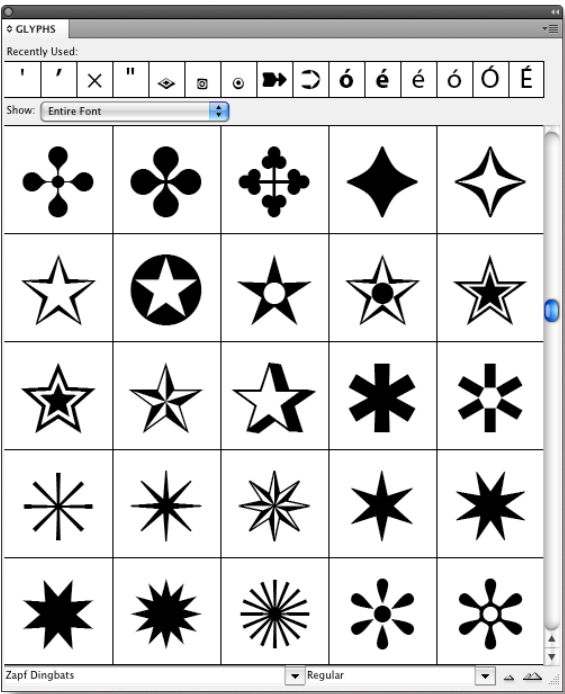 GLYPHS
Recently Used:
' ′ × " ó é é ó Ó É
Show: Entire Font
Zapf Dingbats Regular